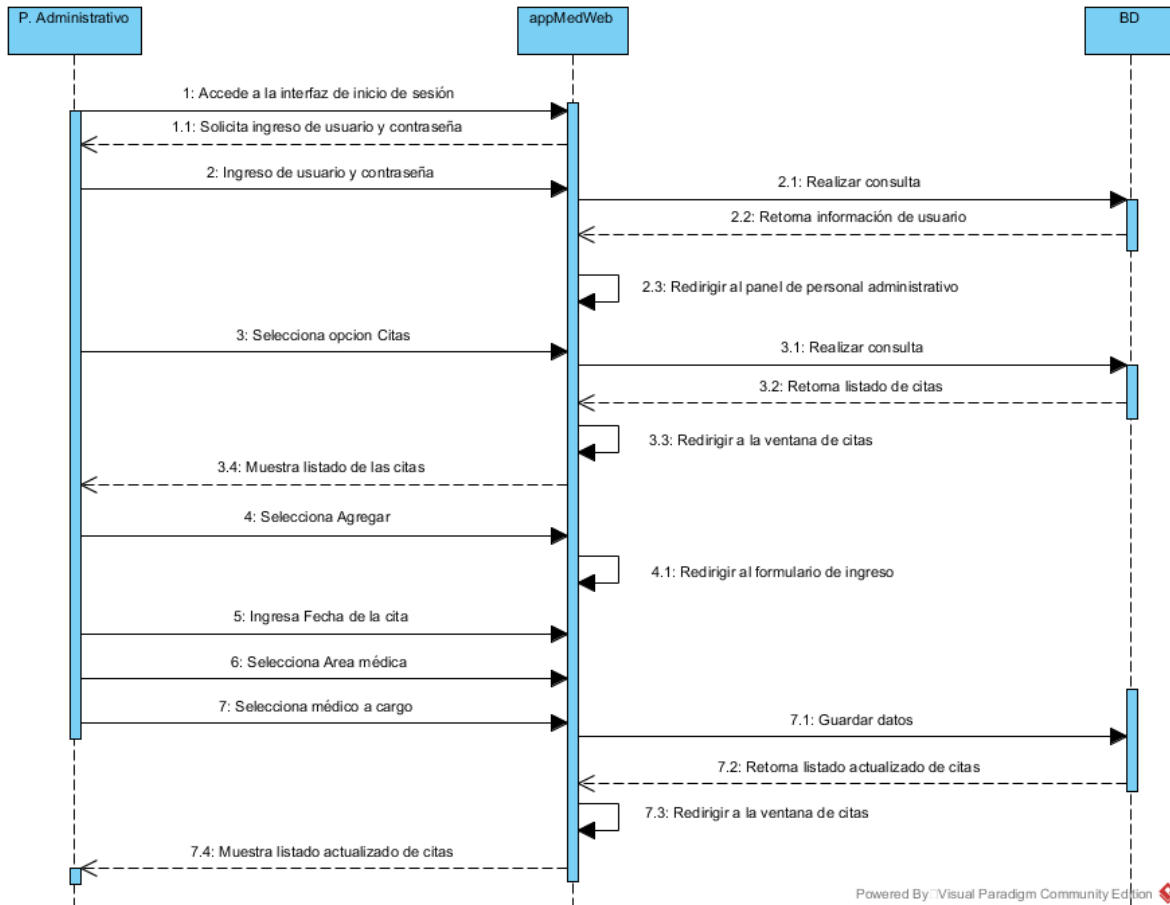 P. Administrativo
appMedWeb
BD
1: Accede a la interfaz de inicio de sesión
1.1: Solicita ingreso de usuario y contraseña
2: Ingreso de usuario y contraseña
2.1: Realizar consulta
2.2: Retorna información de usuario
2.3: Redirigir al panel de personal administrativo
3: Selecciona opcion Citas
3.1: Realizar consulta
3.2: Retorna listado de citas
3.3: Redirigir a la ventana de citas
3.4: Muestra listado de las citas
4: Selecciona Agregar
4.1: Redirigir al formulario de ingreso
5: Ingresa Fecha de la cita
6: Selecciona Area médica
7: Selecciona médico a cargo
7.1: Guardar datos
7.2: Retorna listado actualizado de citas
7.3: Redirigir a la ventana de citas
7.4: Muestra listado actualizado de citas
Powered By Visual Paradigm Community Edition